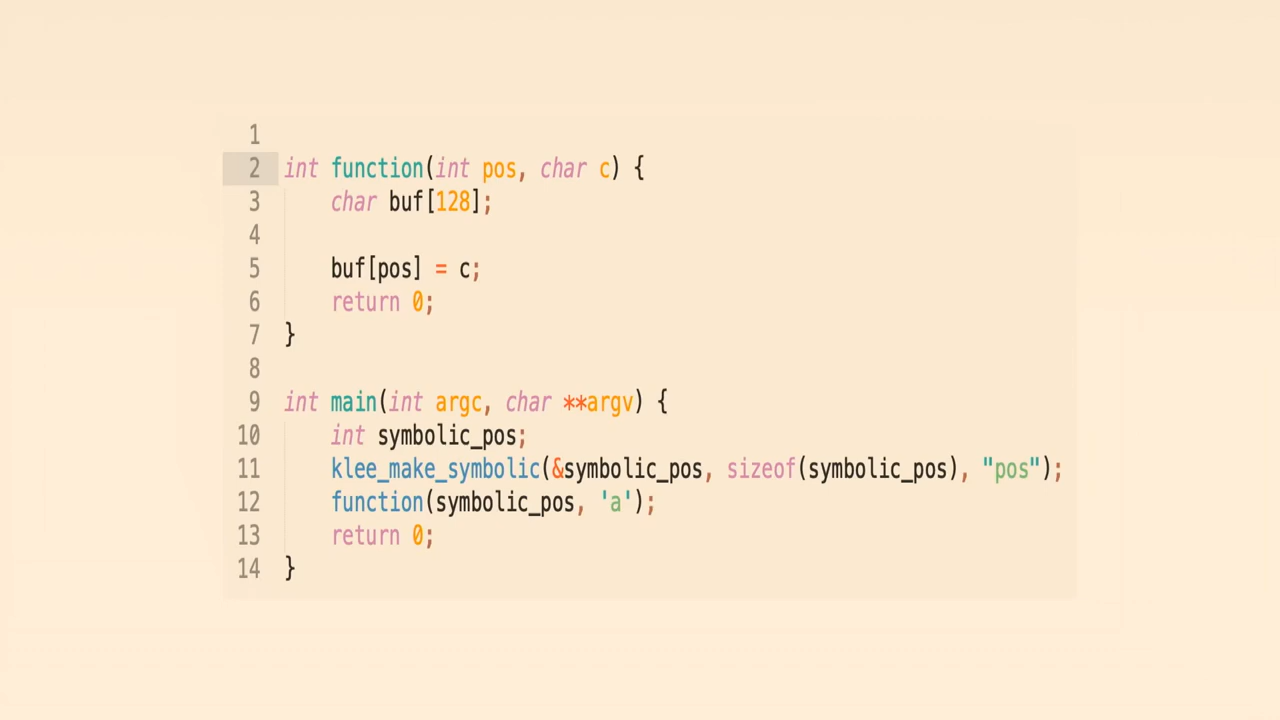 1
2 int function(int pos, char c) {
3     char buf[128];
4
5     buf[pos] = c;
6     return 0;
7 }
8
9 int main(int argc, char **argv) {
10     int symbolic_pos;
11     klee_make_symbolic(&symbolic_pos, sizeof(symbolic_pos), "pos");
12     function(symbolic_pos, 'a');
13     return 0;
14 }